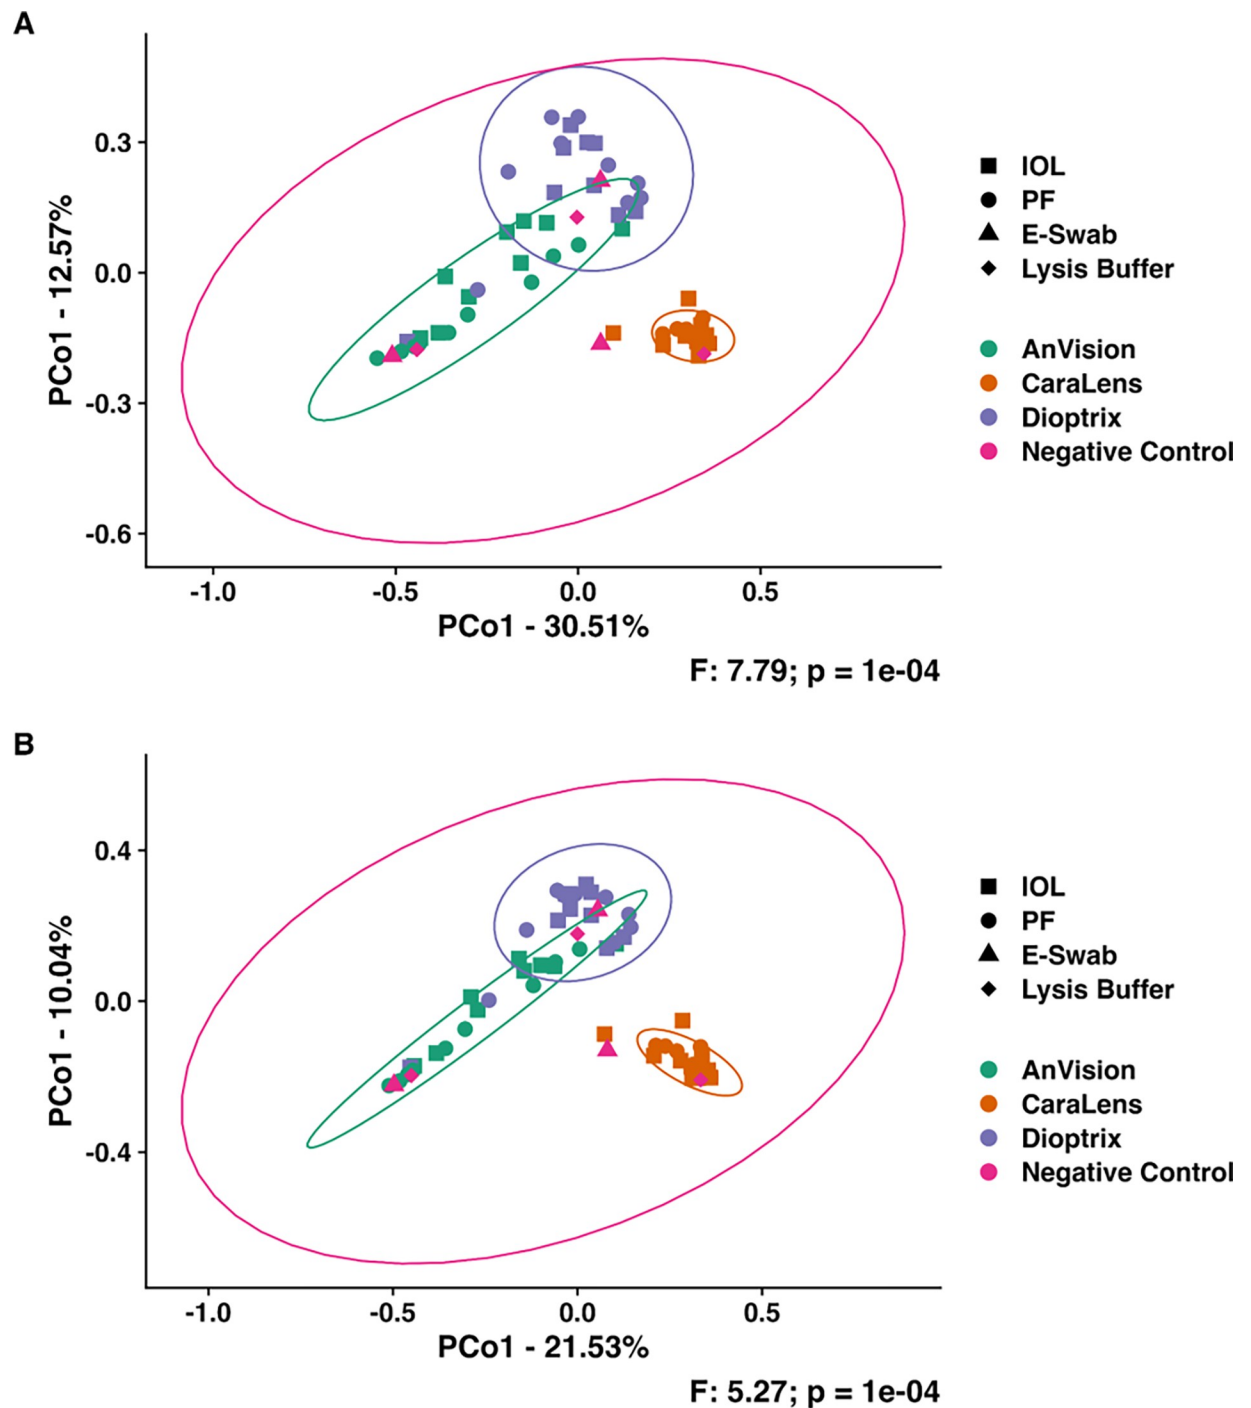 A
PCo1 - 12.57%
0.3
0.0
-0.3
-0.6
-1.0 -0.5 0.0 0.5
PCo1 - 30.51%
F: 7.79; p = 1e-04
IOL
PF
E-Swab
Lysis Buffer
AnVision
CaraLens
Dioptrix
Negative Control
B
PCo1 - 10.04%
0.4
0.0
-0.4
-1.0 -0.5 0.0 0.5
PCo1 - 21.53%
F: 5.27; p = 1e-04
IOL
PF
E-Swab
Lysis Buffer
AnVision
CaraLens
Dioptrix
Negative Control